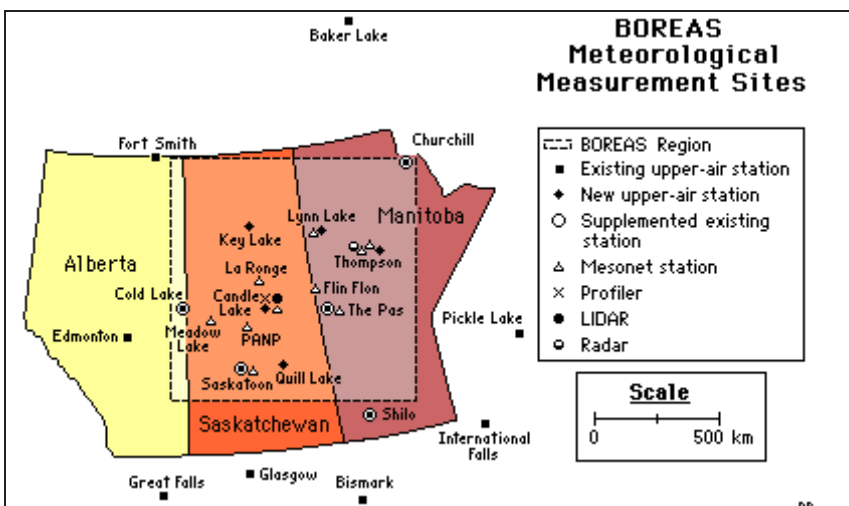 BOREAS
Meteorological
Measurement Sites
Baker Lake
Fort Smith
Churchill
BOREAS Region
Existing upper-air station
New upper-air station
Supplemented existing
station
Mesonet station
Profiler
LIDAR
Radar
Lynn Lake
Manitoba
Key Lake
Thompson
Alberta
La Ronge
Flin Flon
Cold Lake
Candle
Lake
The Pas
Meadow
Lake
PANP
Pickle Lake
Edmonton
Saskatoon
Quill Lake
Saskatchewan
Shilo
International
Falls
Scale
0 500 km
Great Falls
Glasgow
Bismark